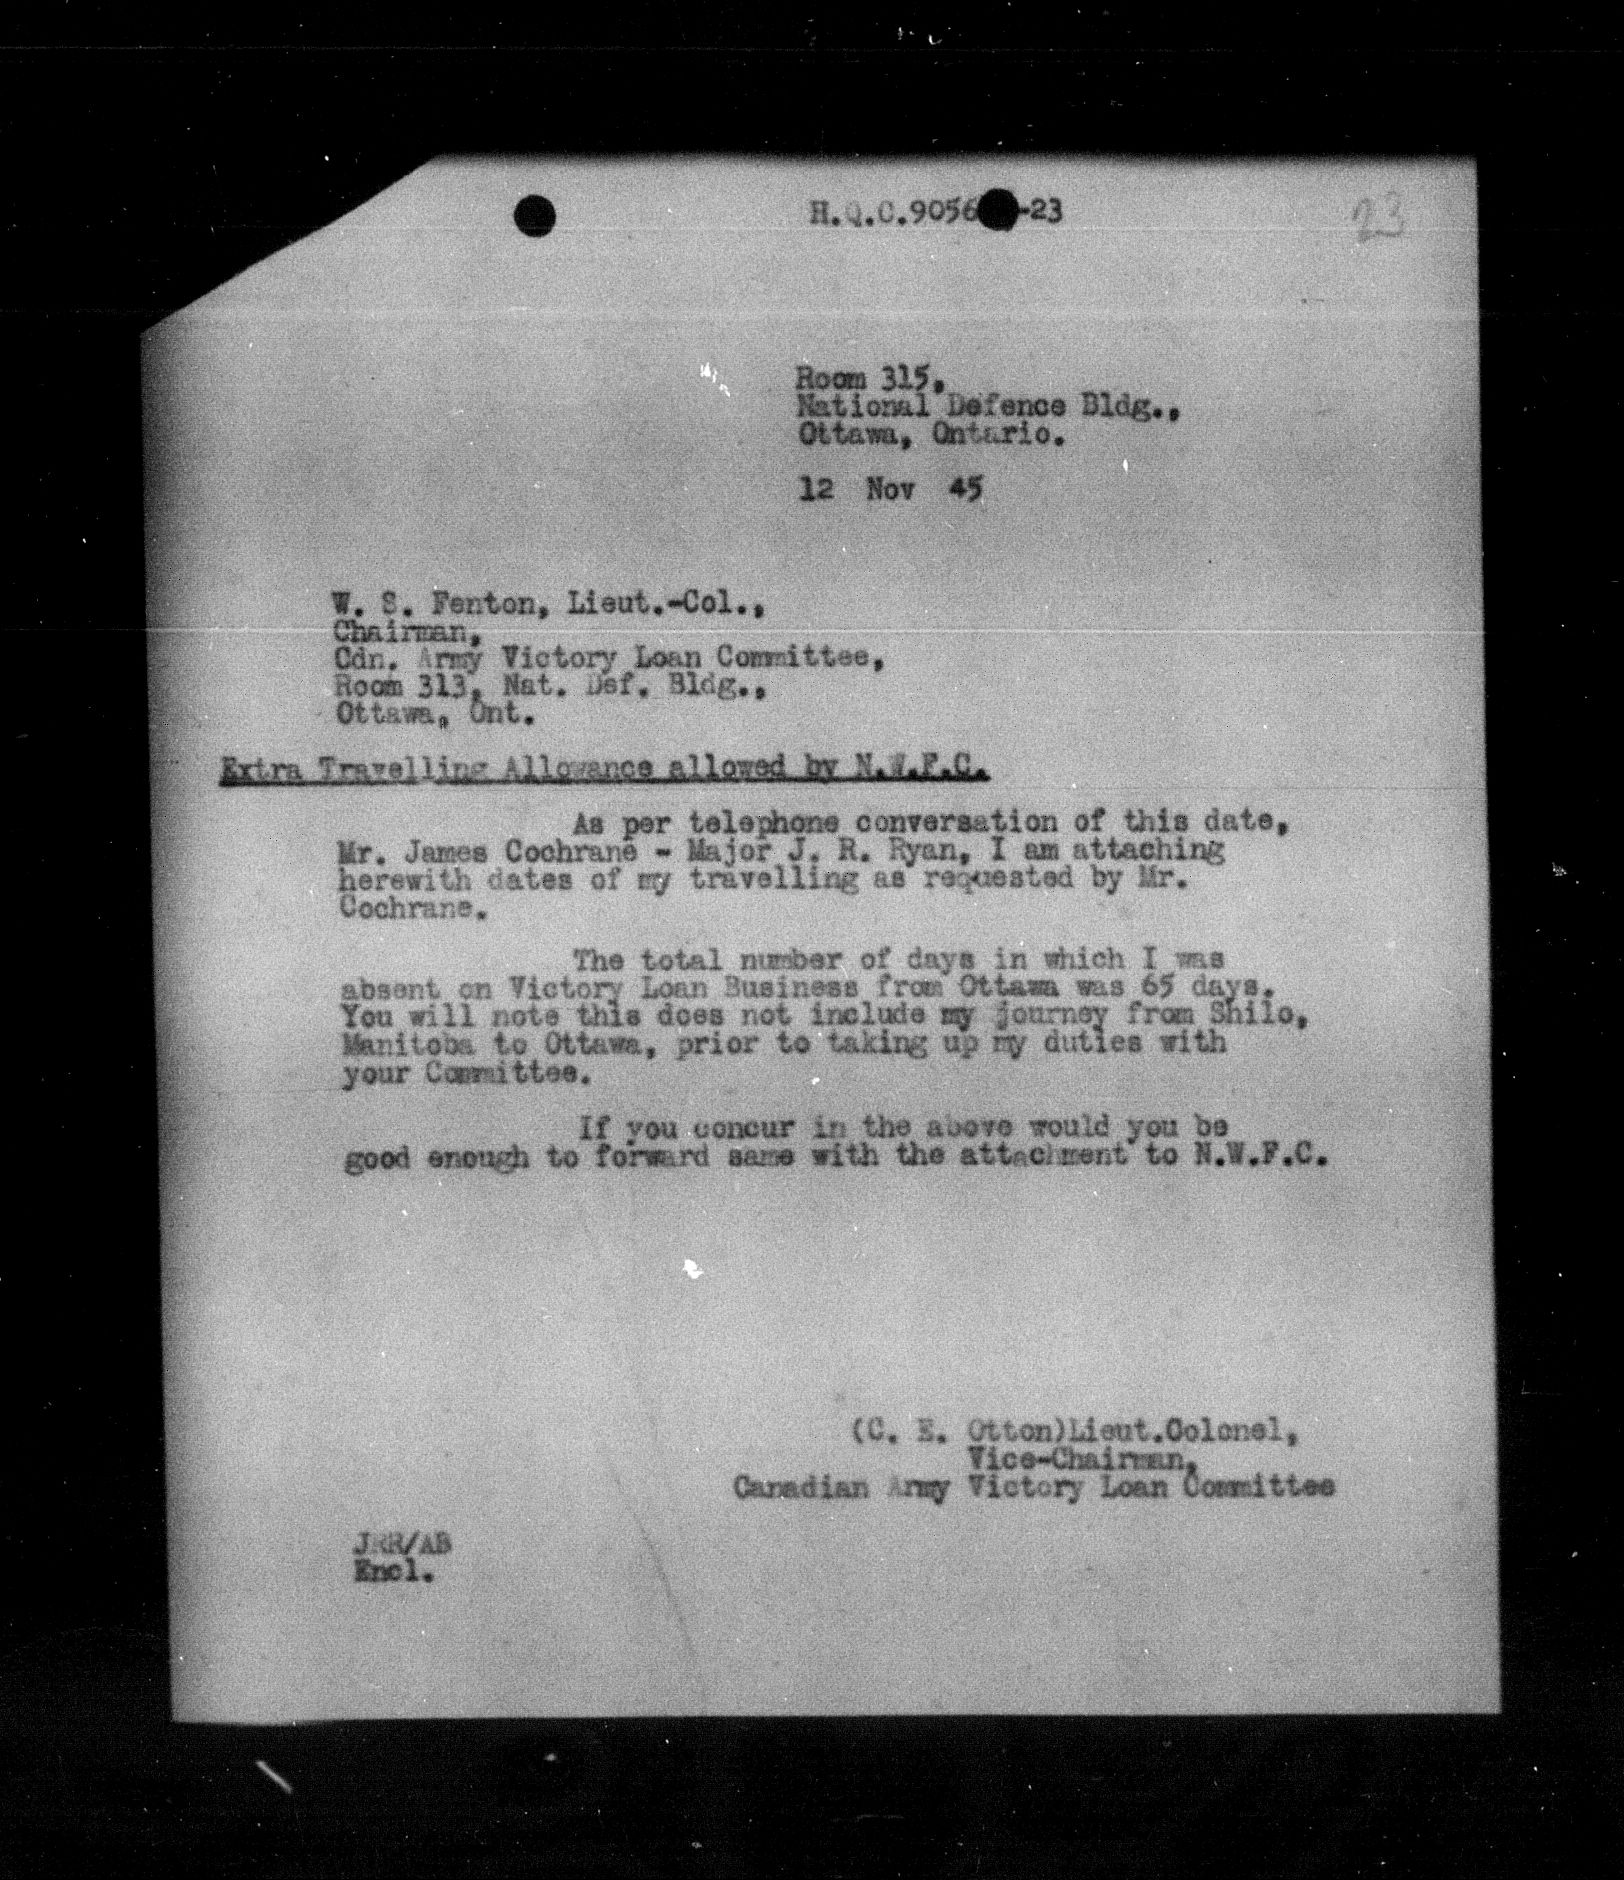 H.Q.C.9056 -23
23
Room 315,
National Defence Bldg.,
Ottawa, Ontario.
12 Nov 45
W. S. Fenton, Lieut.-Col.,
Chairman,
Cdn. Army Victory Loan Committee,
Room 313, Nat. Def. Bldg.,
Ottawa, Ont.
Extra Travelling Allowance allowed by N.W.F.C.
As per telephone conversation of this date,
Mr. James Cochrane - Major J. R. Ryan, I am attaching
herewith dates of my travelling as requested by Mr.
Cochrane.
The total number of days in which I was
absent on Victory Loan Business from Ottawa was 65 days.
You will note this does not include my journey from Shilo,
Manitoba to Ottawa, prior to taking up my duties with
your Committee.
If you concur in the above would you be
good enough to forward same with the attachment to N.W.F.C.
(C. E. Otton)Lieut.Colonel,
Vice-Chairman,
Canadian Army Victory Loan Committee
JRR/AB
Encl.